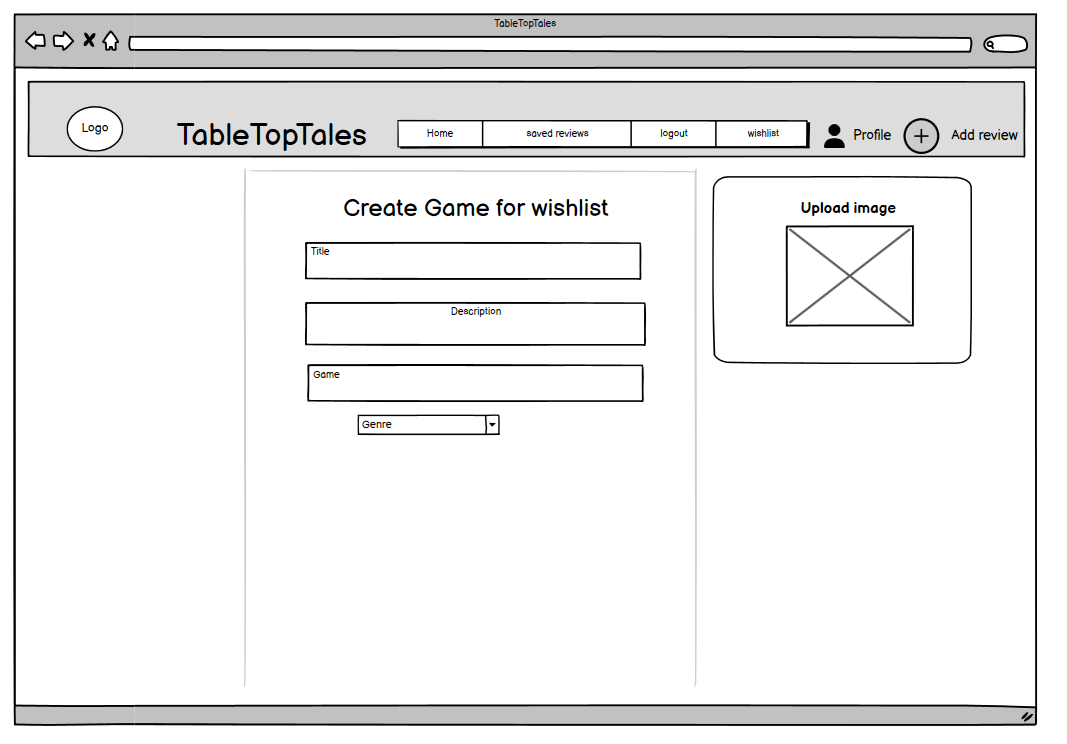 TableTopTales
Logo
TableTopTales
Home
saved reviews
logout
wishlist
Profile
Add review
Create Game for wishlist
Upload image
Title
Description
Game
Genre